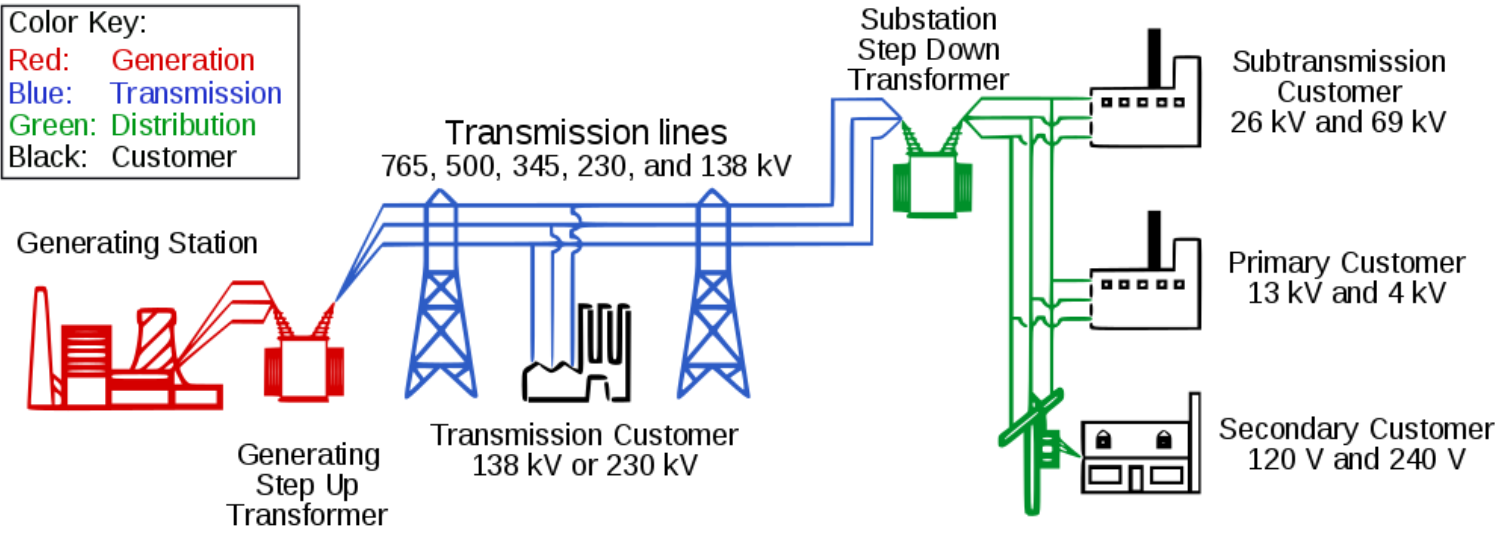 Color Key:
Red: Generation
Blue: Transmission
Green: Distribution
Black: Customer
Generating Station
Generating
Step Up
Transformer
Transmission lines
765, 500, 345, 230, and 138 kV
Transmission Customer
138 kV or 230 kV
Substation
Step Down
Transformer
Subtransmission
Customer
26 kV and 69 kV
Primary Customer
13 kV and 4 kV
Secondary Customer
120 V and 240 V